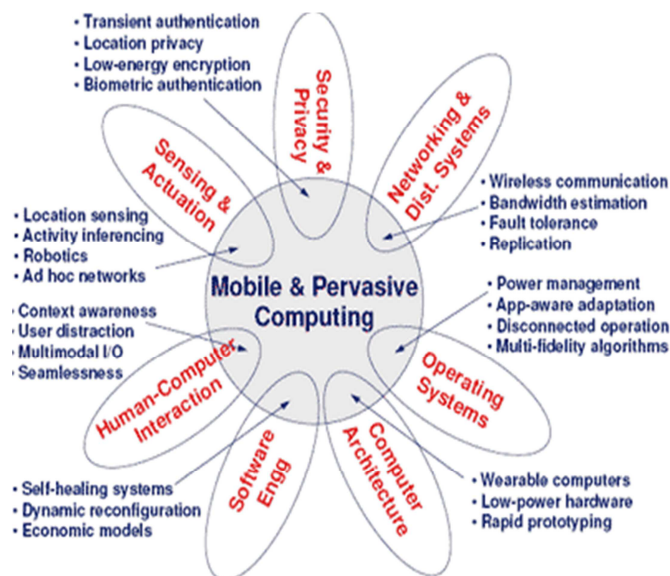 • Transient authentication
• Location privacy
• Low-energy encryption
• Biometric authentication
Security &
Privacy
Networking &
Dist. Systems
Sensing &
Actuation
• Wireless communication
• Bandwidth estimation
• Fault tolerance
• Replication
• Location sensing
• Activity inferencing
• Robotics
• Ad hoc networks
Mobile & Pervasive
Computing
• Power management
• App-aware adaptation
• Disconnected operation
• Multi-fidelity algorithms
• Context awareness
• User distraction
• Multimodal I/O
• Seamlessness
Human-Computer
Interaction
Operating
Systems
Software
Engg
Computer
Architecture
• Self-healing systems
• Dynamic reconfiguration
• Economic models
• Wearable computers
• Low-power hardware
• Rapid prototyping